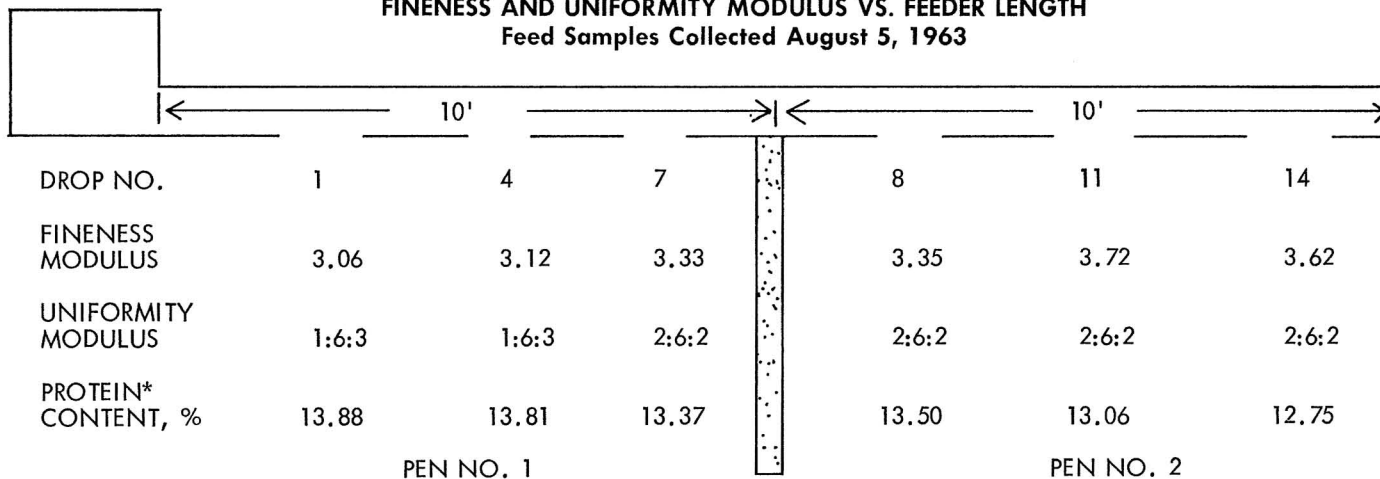 FINENESS AND UNIFORMITY MODULUS VS. FEEDER LENGTH
Feed Samples Collected August 5, 1963
10' 10'
DROP NO. 1 4 7 8 11 14
FINENESS
MODULUS 3.06 3.12 3.33 3.35 3.72 3.62
UNIFORMITY
MODULUS 1:6:3 1:6:3 2:6:2 2:6:2 2:6:2 2:6:2
PROTEIN*
CONTENT, % 13.88 13.81 13.37 13.50 13.06 12.75
PEN NO. 1 PEN NO. 2